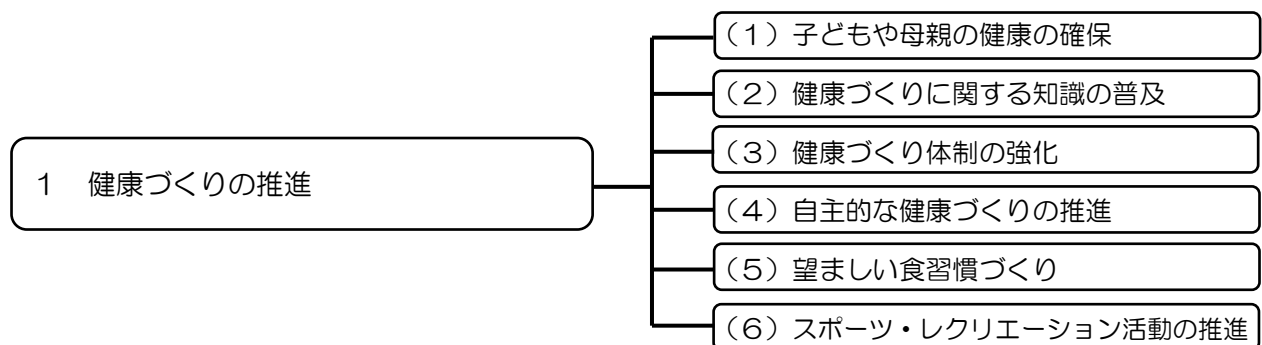 1　健康づくりの推進
（1）子どもや母親の健康の確保
（2）健康づくりに関する知識の普及
（3）健康づくり体制の強化
（4）自主的な健康づくりの推進
（5）望ましい食習慣づくり
（6）スポーツ・レクリエーション活動の推進